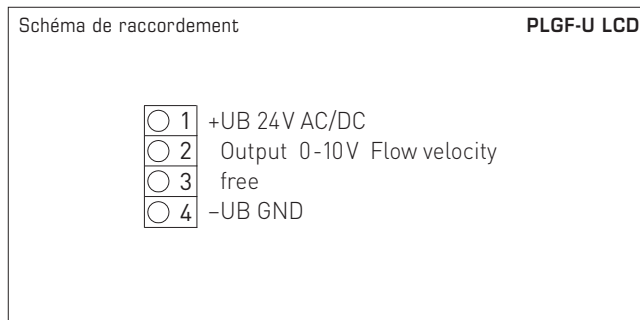 Schéma de raccordement PLGF-U LCD
1 +UB 24V AC/DC
2 Output 0-10V Flow velocity
3 free
4 –UB GND